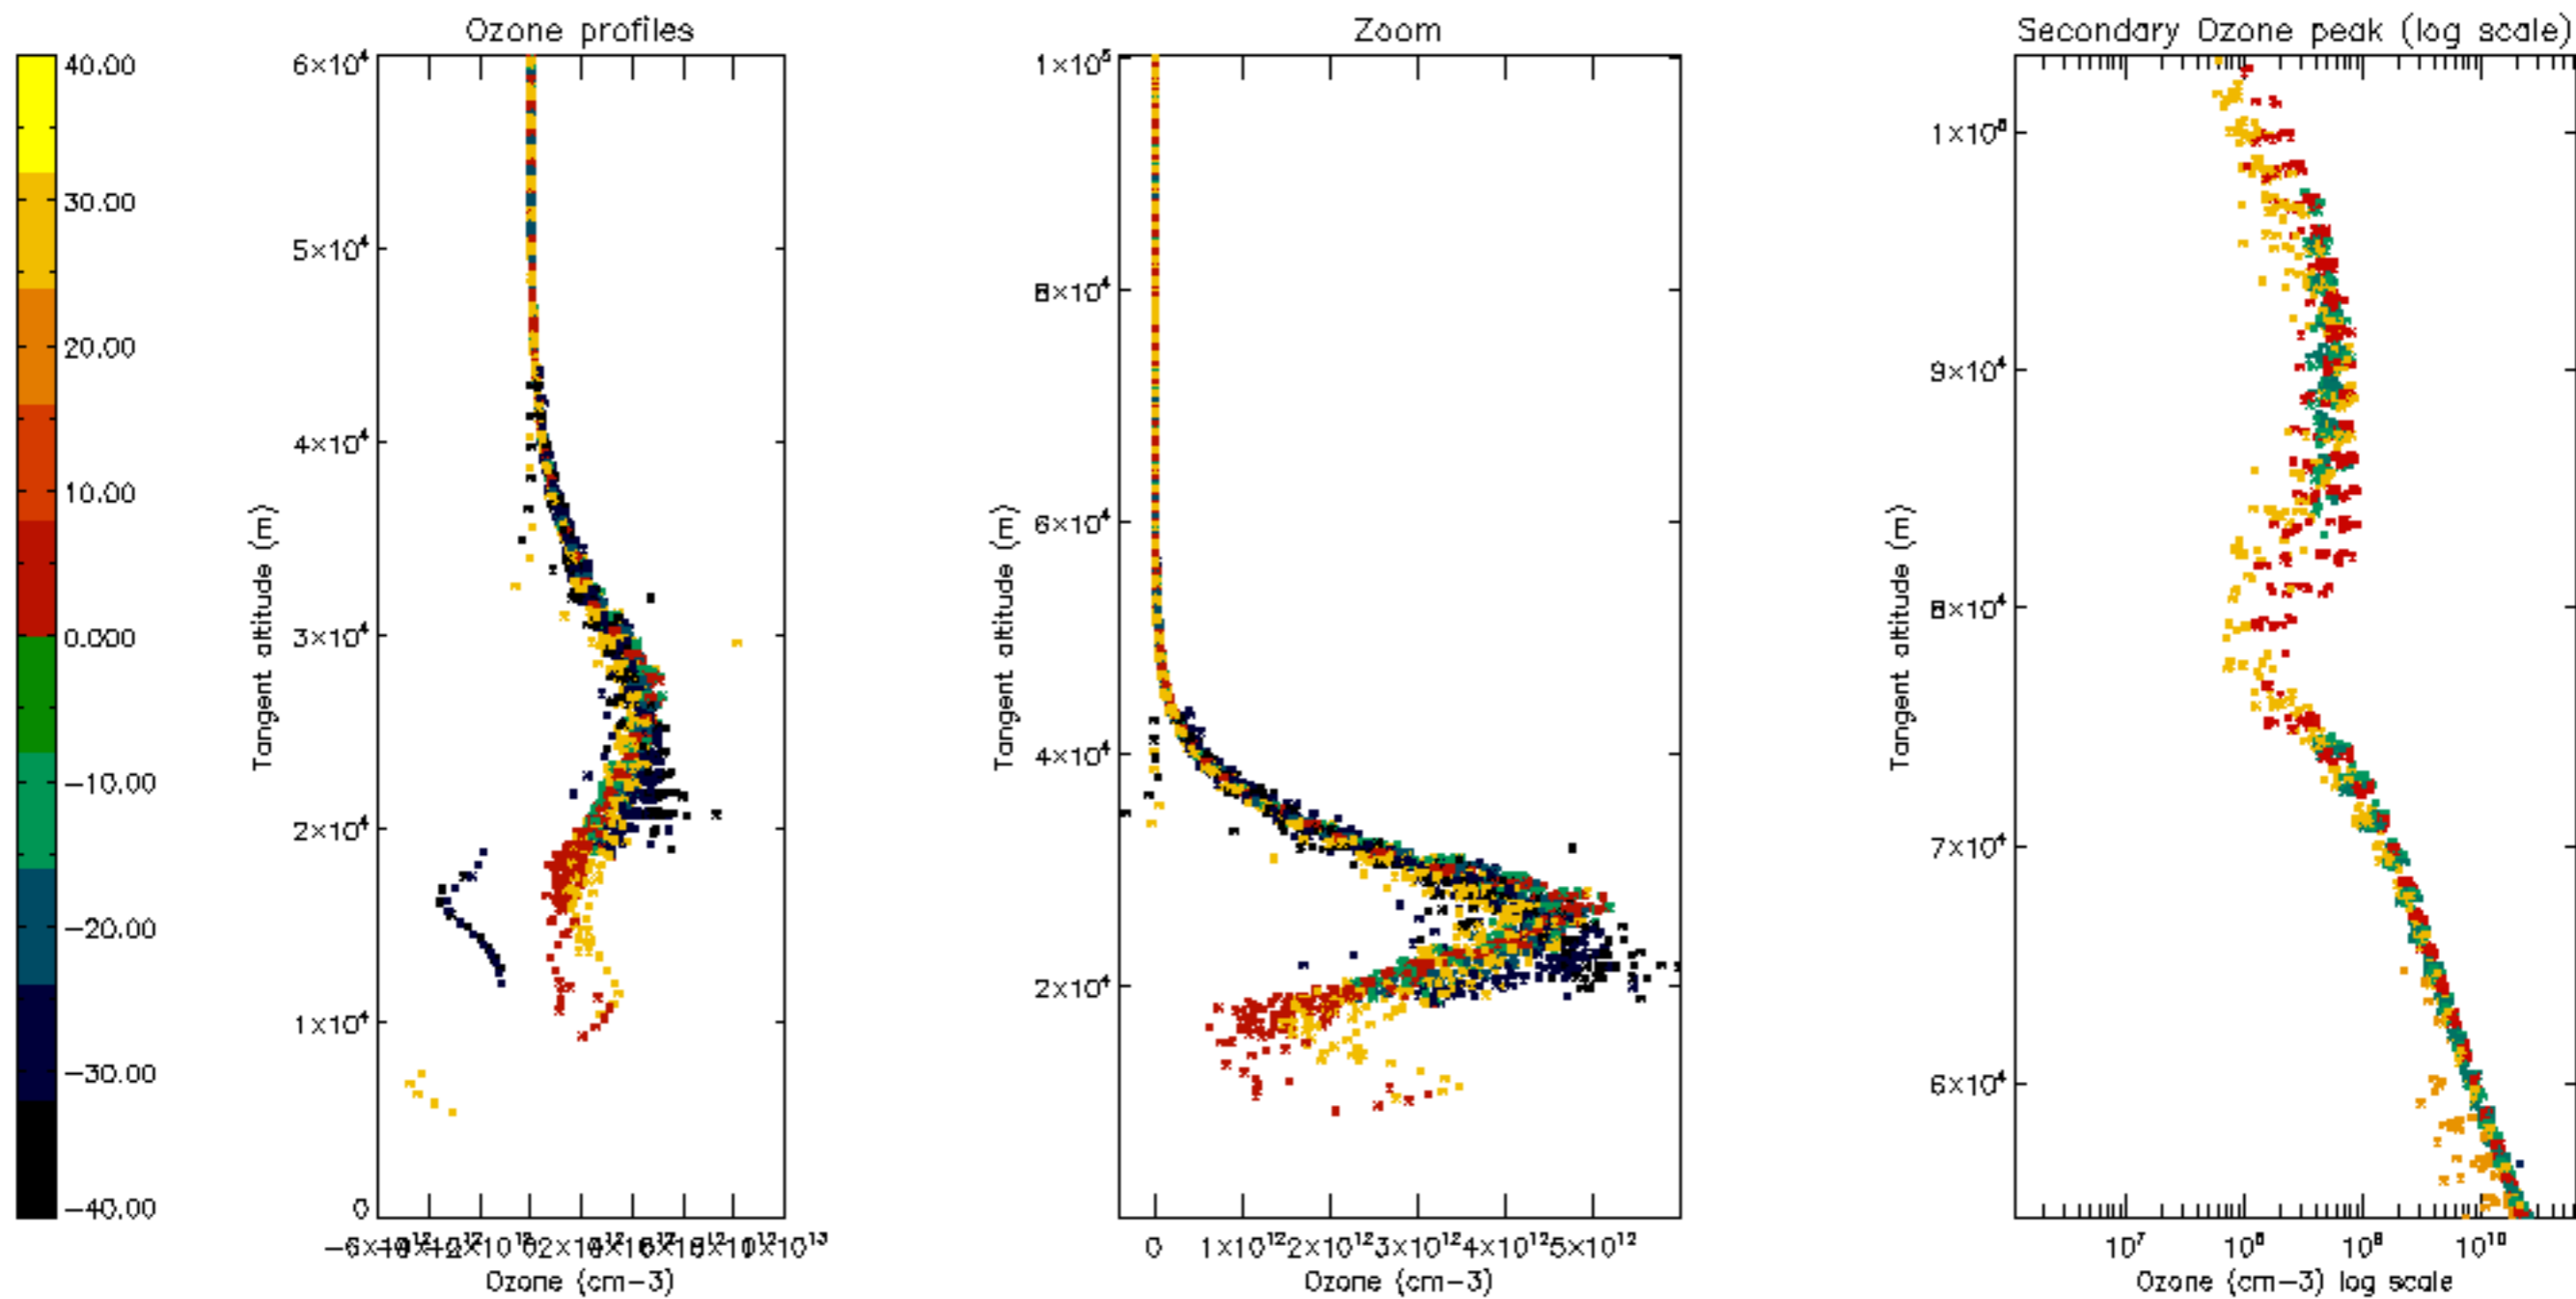 Ozone profiles
Zoom
Secondary Ozone peak (log scale)
40.00
30.00
20.00
10.00
0.00
-10.00
-20.00
-30.00
-40.00
6×10⁴
5×10⁴
4×10⁴
3×10⁴
2×10⁴
1×10⁴
0
Tangent altitude (m)
Ozone (cm-3)
1×10⁵
8×10⁴
6×10⁴
4×10⁴
2×10⁴
Tangent altitude (m)
0 1×10¹² 2×10¹² 3×10¹² 4×10¹² 5×10¹²
Ozone (cm-3)
9×10⁴
8×10⁴
7×10⁴
6×10⁴
Tangent altitude (m)
10⁷ 10⁸ 10⁹ 10¹⁰
Ozone (cm-3) log scale